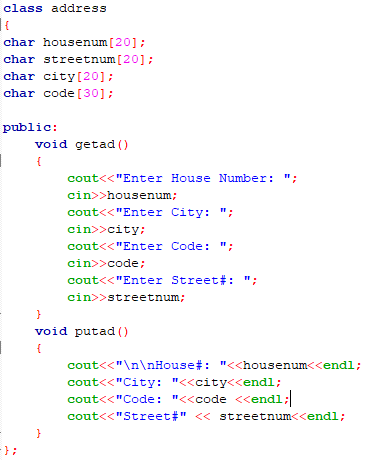 class address
{
char housenum[20];
char streetnum[20];
char city[20];
char code[30];
public:
void getad()
{
cout<<"Enter House Number: ";
cin>>housenum;
cout<<"Enter City: ";
cin>>city;
cout<<"Enter Code: ";
cin>>code;
cout<<"Enter Street#: ";
cin>>streetnum;
}
void putad()
{
cout<<"\n\nHouse#: "<<housenum<<endl;
cout<<"City: "<<city<<endl;
cout<<"Code: "<<code <<endl;
cout<<"Street#" << streetnum<<endl;
}
};